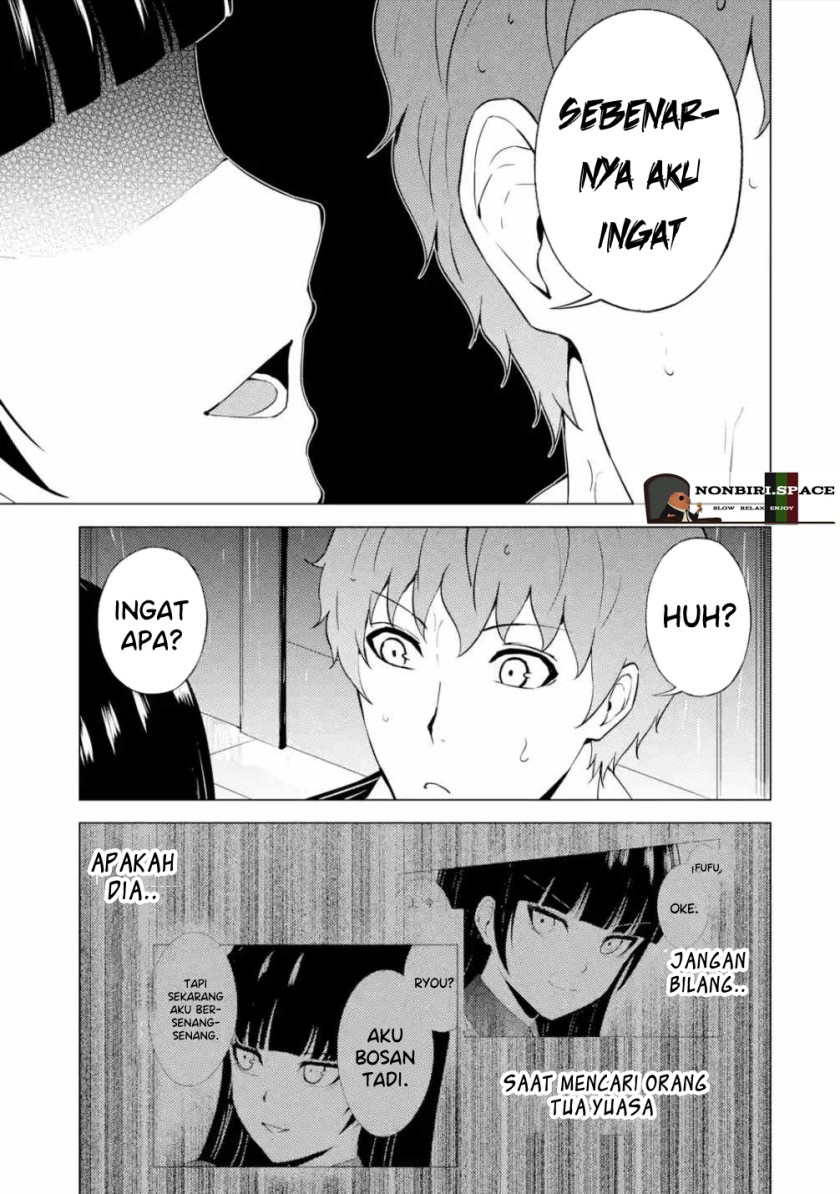 SEBENAR-
NYA AKU
INGAT
NONBIRI.SPACE
SLOW RELAX ENJOY
HUH?
INGAT
APA?
¡FUFU,
OKE.
JANGAN
BILANG..
APAKAH
DIA..
RYOU?
AKU
BOSAN
TADI.
TAPI
SEKARANG
AKU BER-
SENANG-
SENANG.
SAAT MENCARI ORANG
TUA YUASA